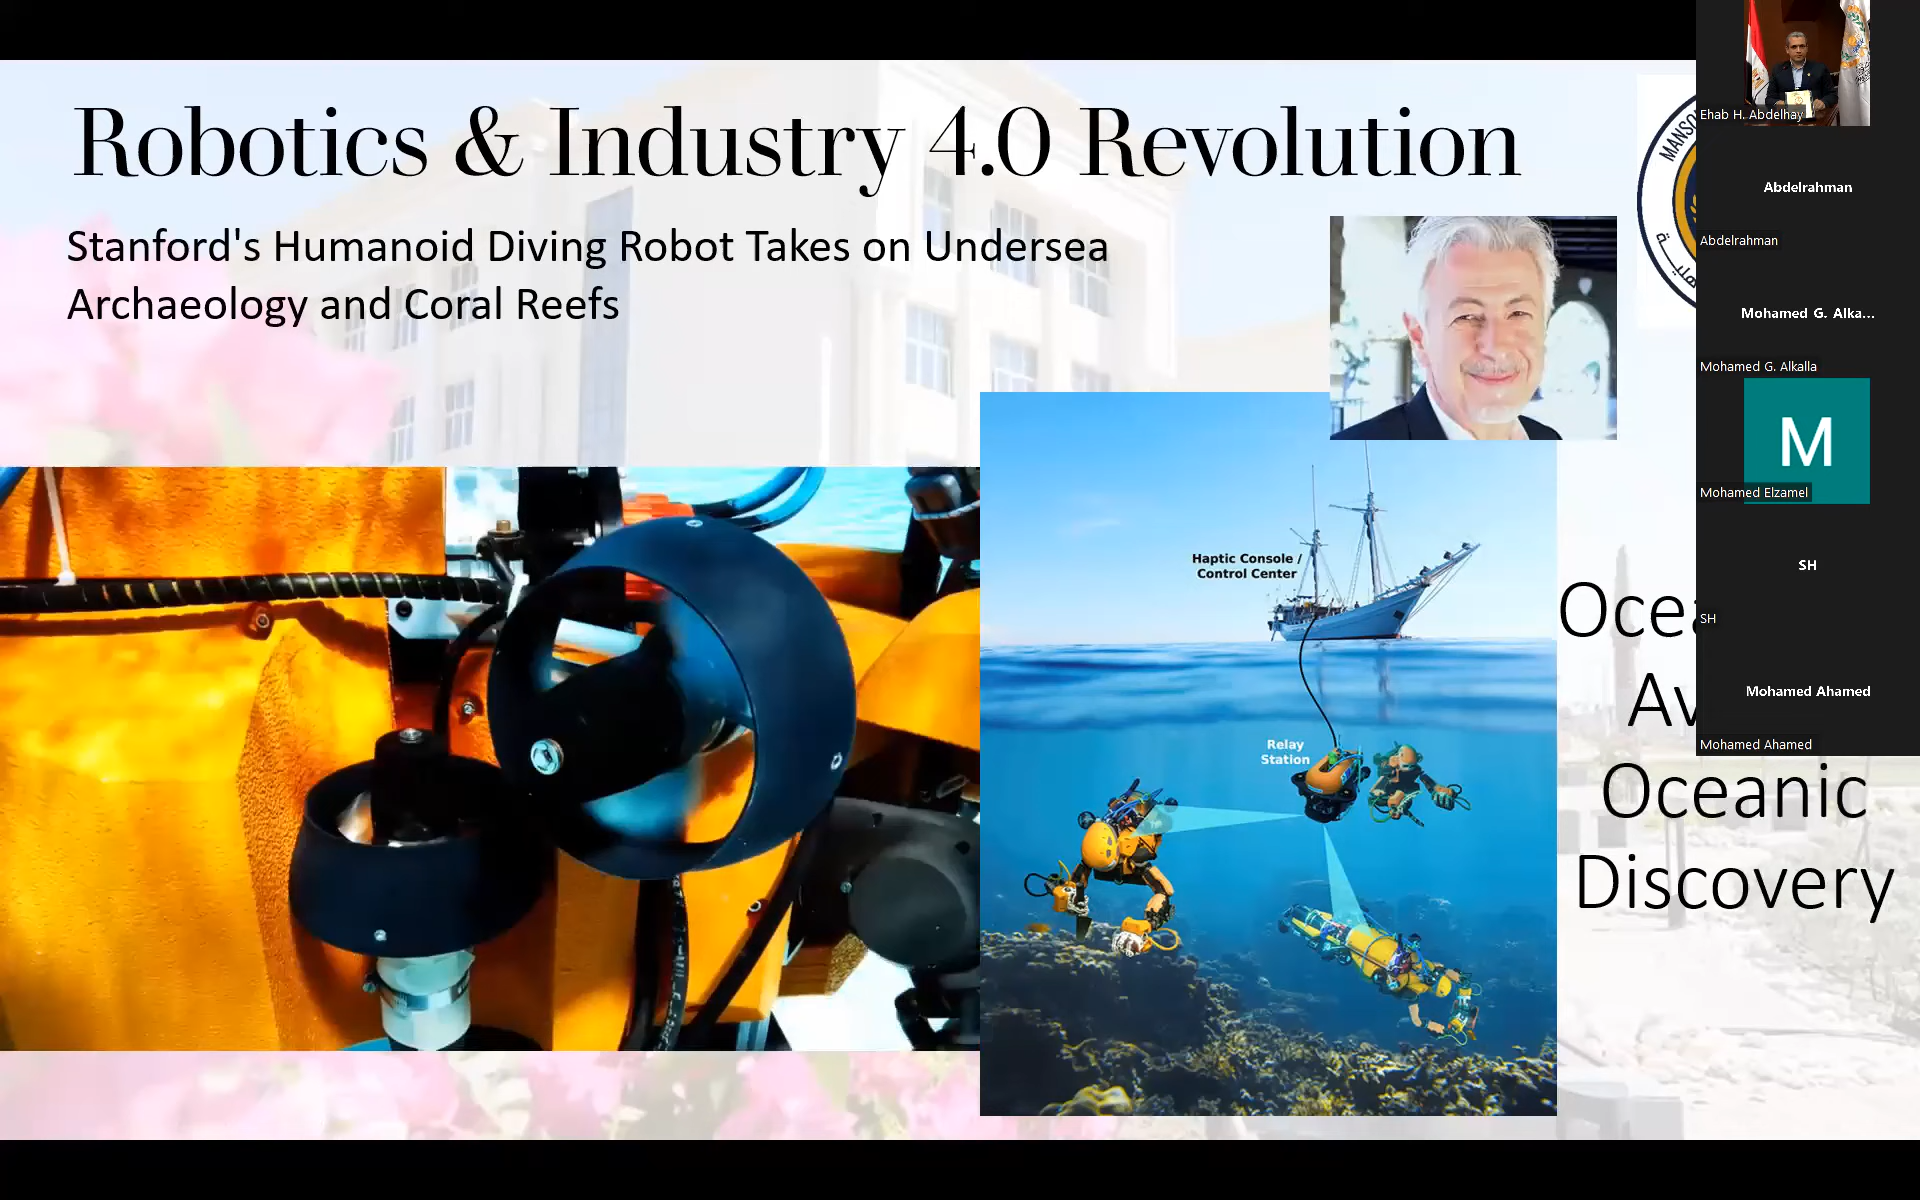 Robotics & Industry 4.0 Revolution
Stanford's Humanoid Diving Robot Takes on Undersea
Archaeology and Coral Reefs
Haptic Console /
Control Center
Relay
Station
Oceanic
Discovery
Ehab H. Abdelhay
Abdelrahman
Abdelrahman
Mohamed G. Alka...
Mohamed G. Alkalla
M
Mohamed Elzamel
SH
SH
Mohamed Ahamed
Mohamed Ahamed